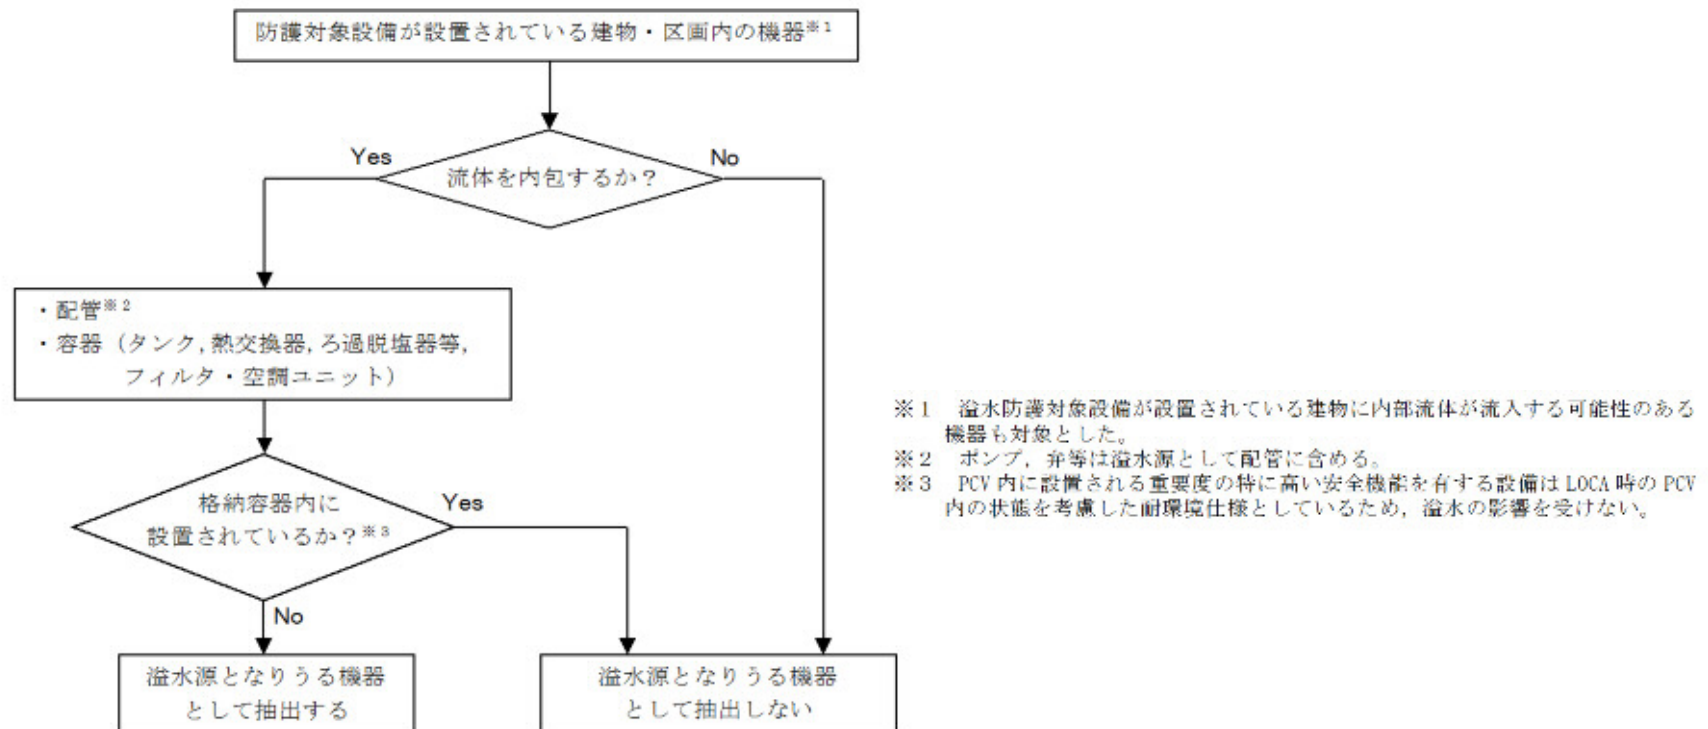 防護対象設備が設置されている建物・区画内の機器※1
Yes
No
流体を内包するか？
・配管※2
・容器（タンク,熱交換器,ろ過脱塩器等,
フィルタ・空調ユニット）
格納容器内に
設置されているか？※3
Yes
No
溢水源となりうる機器
として抽出する
溢水源となりうる機器
として抽出しない
※1　溢水防護対象設備が設置されている建物に内部流体が流入する可能性のある
機器も対象とした。
※2　ポンプ，弁等は溢水源として配管に含める。
※3　PCV内に設置される重要度の特に高い安全機能を有する設備はLOCA時のPCV
内の状態を考慮した耐環境仕様としているため，溢水の影響を受けない。